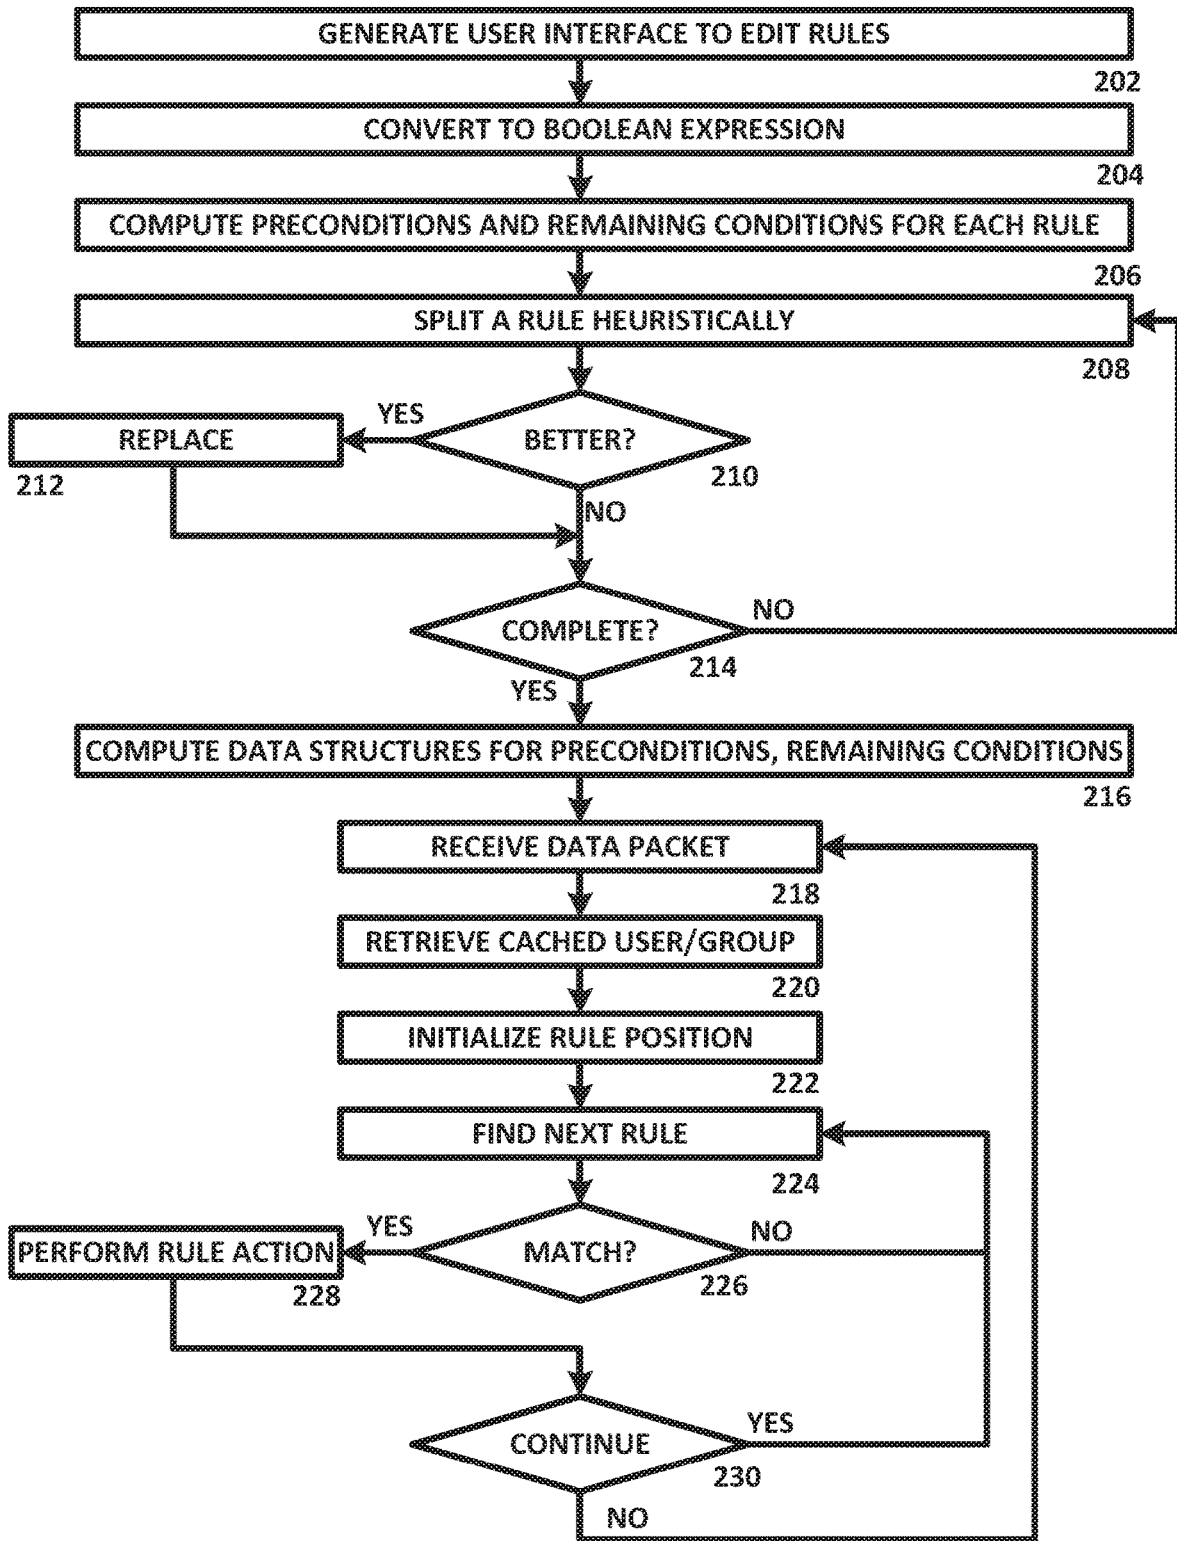 GENERATE USER INTERFACE TO EDIT RULES
202
CONVERT TO BOOLEAN EXPRESSION
204
COMPUTE PRECONDITIONS AND REMAINING CONDITIONS FOR EACH RULE
206
SPLIT A RULE HEURISTICALLY
208
YES
REPLACE
BETTER?
212
210
NO
NO
COMPLETE?
214
YES
COMPUTE DATA STRUCTURES FOR PRECONDITIONS, REMAINING CONDITIONS
216
RECEIVE DATA PACKET
218
RETRIEVE CACHED USER/GROUP
220
INITIALIZE RULE POSITION
222
FIND NEXT RULE
224
YES
NO
PERFORM RULE ACTION
MATCH?
228
226
YES
CONTINUE
230
NO